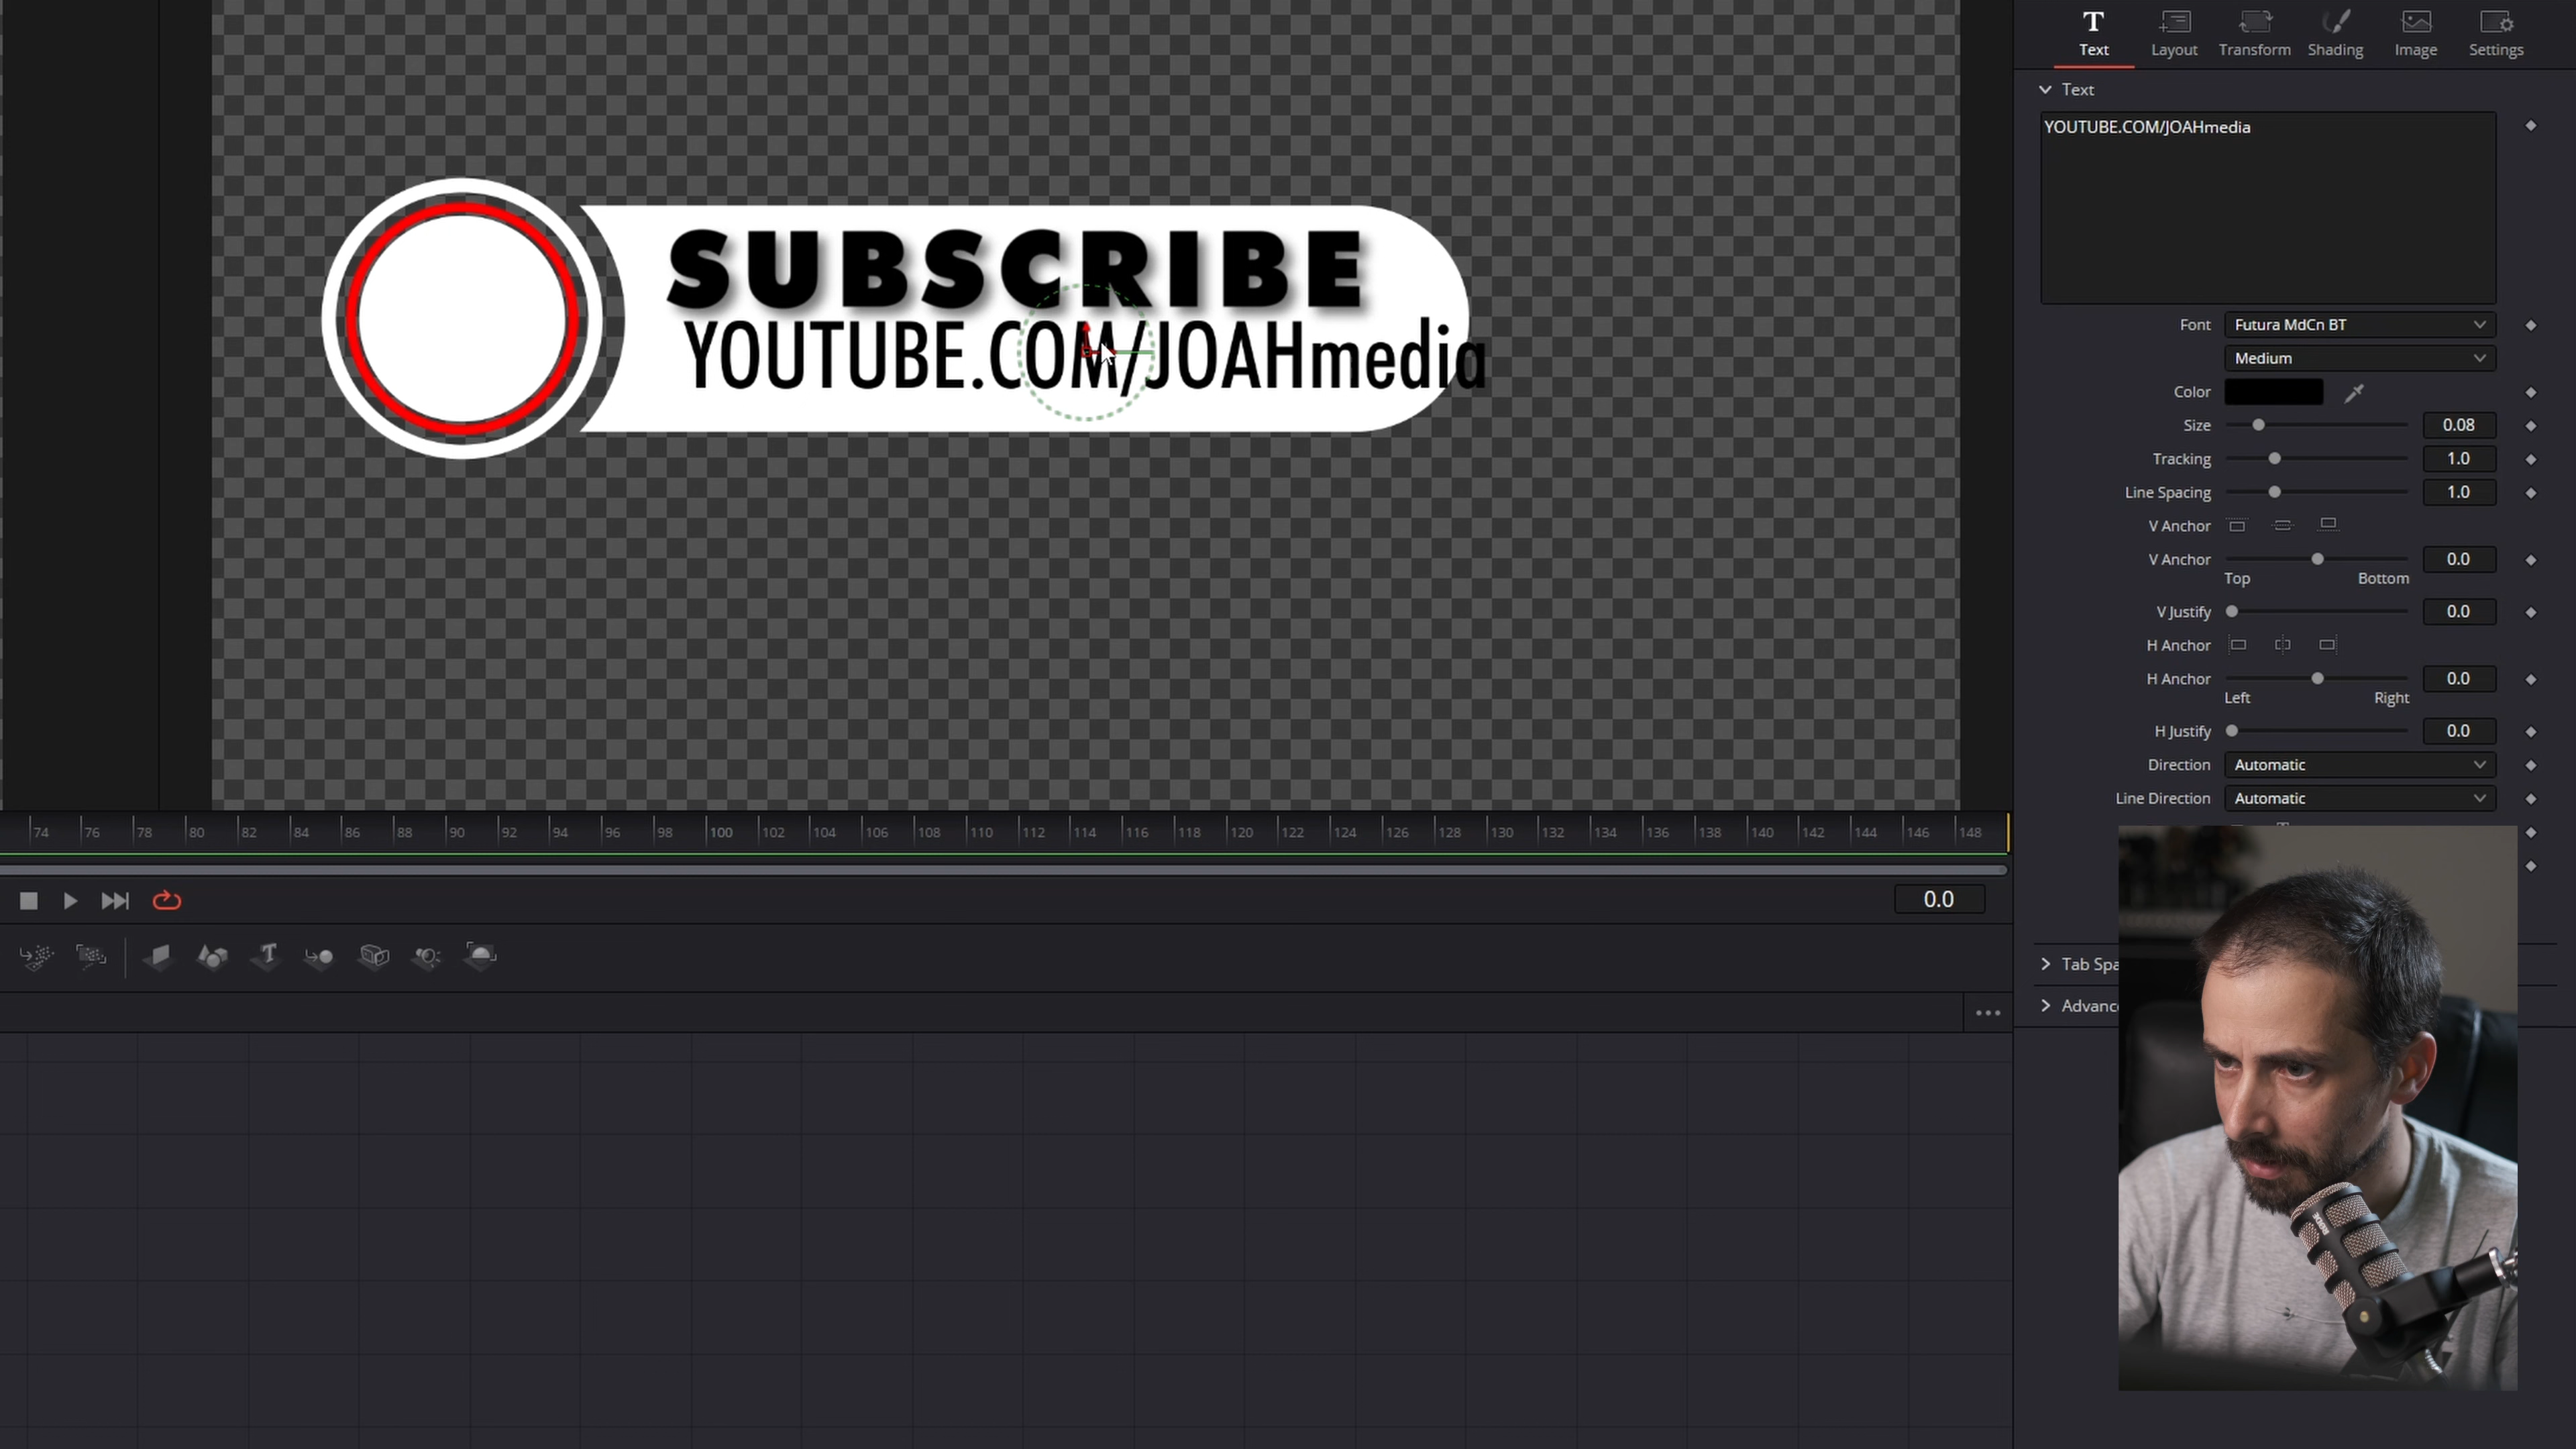 Text
Layout
Transform
Shading
Image
Settings
Text
YOUTUBE.COM/JOAHmedia
SUBSCRIBE
YOUTUBE.COM/JOAHmedia
Font
Futura MdCn BT
Medium
Color
Size
0.08
Tracking
1.0
Line Spacing
1.0
V Anchor
V Anchor
0.0
Top
Bottom
V Justify
0.0
H Anchor
H Anchor
0.0
Left
Right
H Justify
0.0
Direction
Automatic
Line Direction
Automatic
74 76 78 80 82 84 86 88 90 92 94 96 98 100 102 104 106 108 110 112 114 116 118 120 122 124 126 128 130 132 134 136 138 140 142 144 146 148
0.0
Tab Spa
Advanc
RØDE